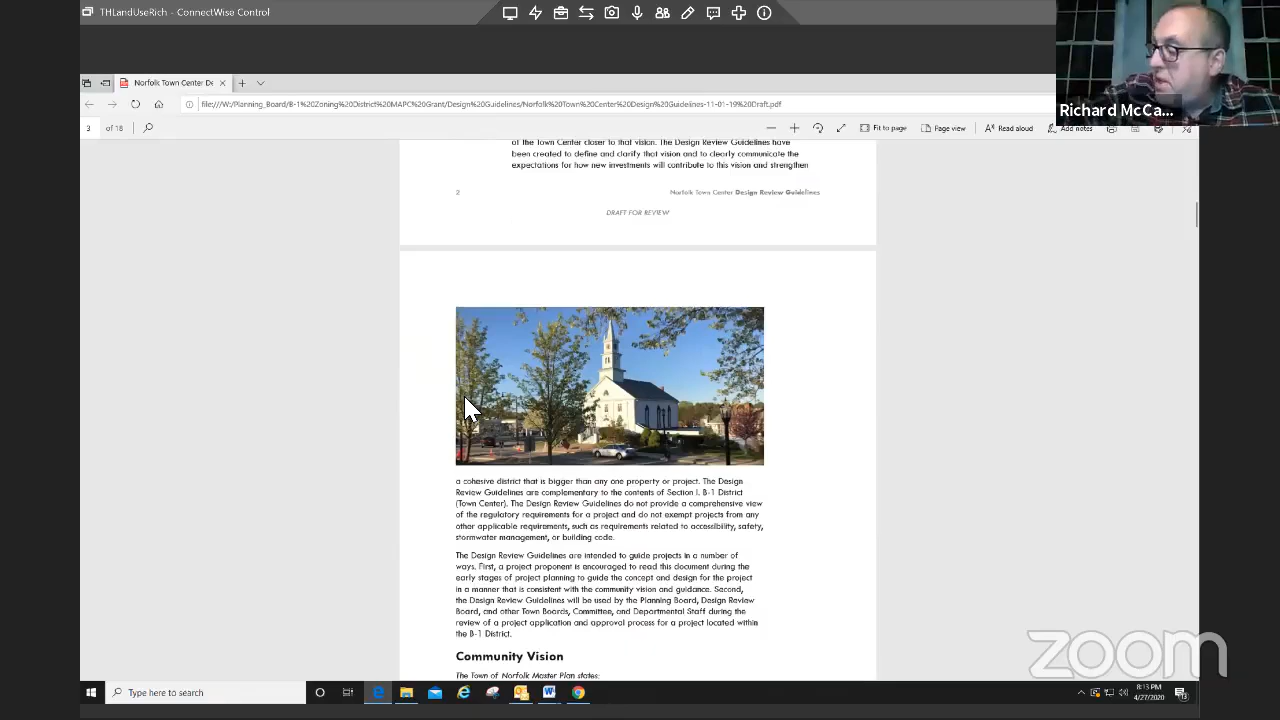 THLandUseRich - ConnectWise Control
Richard McCa...
Norfolk Town Center De
file:///W:/Planning_Board/B-1%20Zoning%20District%20MAPC%20Grant/Design%20Guidelines/Norfolk%20Town%20Center%20Design%20Guidelines-11-01-19%20Draft.pdf
3 of 18
Fit to page
Page view
Read aloud
Add notes
of the Town Center closer to that vision. The Design Review Guidelines have
been created to define and clarify that vision and to clearly communicate the
expectations for how new investments will contribute to this vision and strengthen
2
Norfolk Town Center Design Review Guidelines
DRAFT FOR REVIEW
a cohesive district that is bigger than any one property or project. The Design
Review Guidelines are complementary to the contents of Section I. B-1 District
(Town Center). The Design Review Guidelines do not provide a comprehensive view
of the regulatory requirements for a project and do not exempt projects from any
other applicable requirements, such as requirements related to accessibility, safety,
stormwater management, or building code.
The Design Review Guidelines are intended to guide projects in a number of
ways. First, a project proponent is encouraged to read this document during the
early stages of project planning to guide the concept and design for the project
in a manner that is consistent with the community vision and guidance. Second,
the Design Review Guidelines will be used by the Planning Board, Design Review
Board, and other Town Boards, Committee, and Departmental Staff during the
review of a project application and approval process for a project located within
the B-1 District.
Community Vision
The Town of Norfolk Master Plan states:
zoom
Type here to search
8:13 PM
4/27/2020